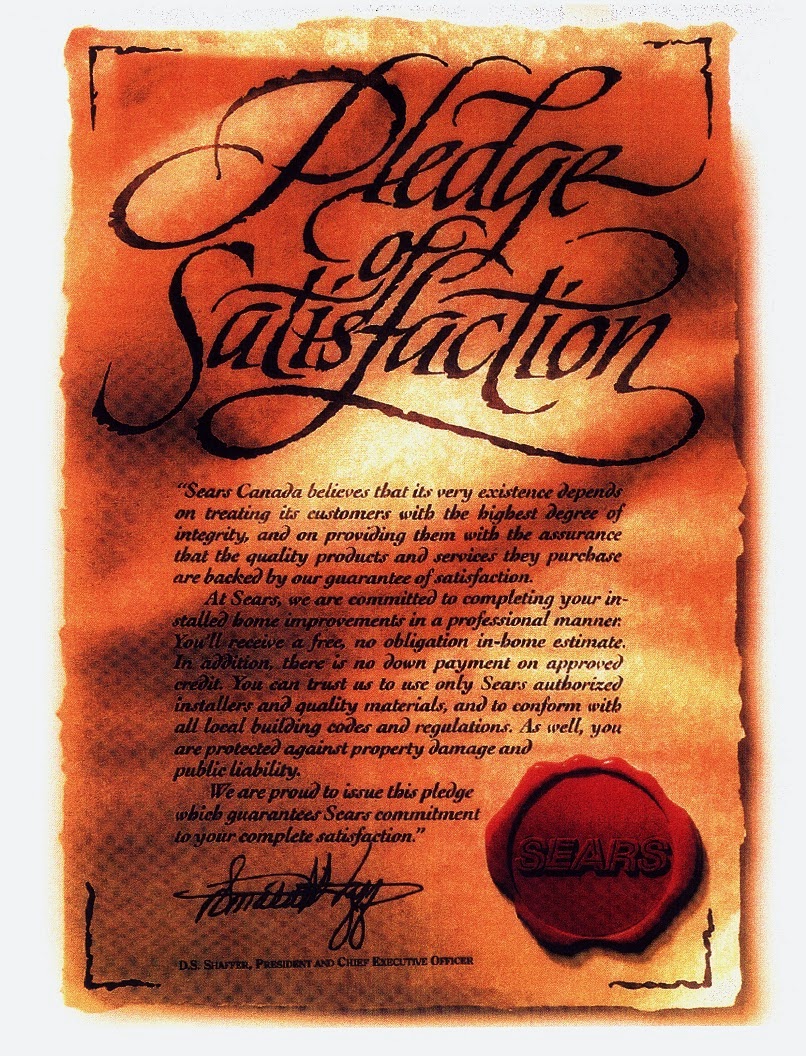 Pledge
of
Satisfaction
“Sears Canada believes that its very existence depends
on treating its customers with the highest degree of
integrity, and on providing them with the assurance
that the quality products and services they purchase
are backed by our guarantee of satisfaction.
At Sears, we are committed to completing your in-
stalled home improvements in a professional manner.
You'll receive a free, no obligation in-home estimate.
In addition, there is no down payment on approved
credit. You can trust us to use only Sears authorized
installers and quality materials, and to conform with
all local building codes and regulations. As well, you
are protected against property damage and
public liability.
We are proud to issue this pledge
which guarantees Sears commitment
to your complete satisfaction.”
SEARS
D.S. SHAFFER, PRESIDENT AND CHIEF EXECUTIVE OFFICER